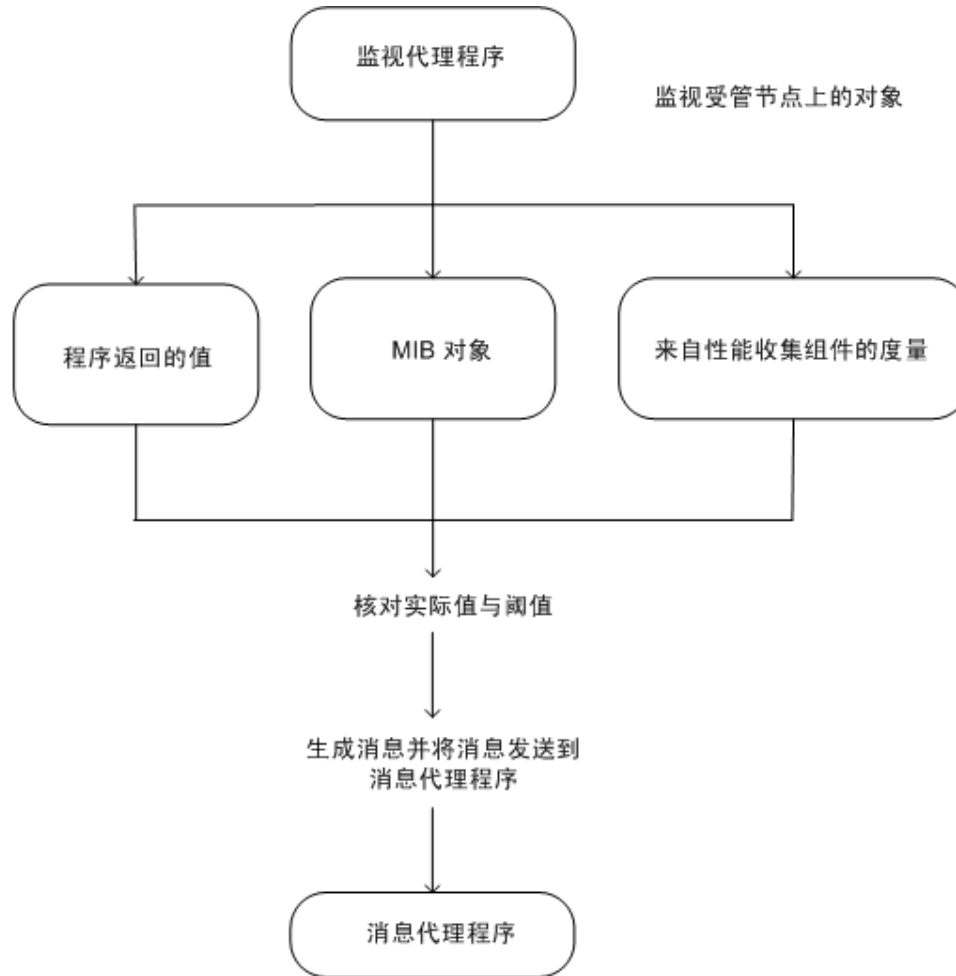 监视代理程序
监视受管节点上的对象
程序返回的值
MIB 对象
来自性能收集组件的度量
核对实际值与阈值
生成消息并将消息发送到
消息代理程序
消息代理程序